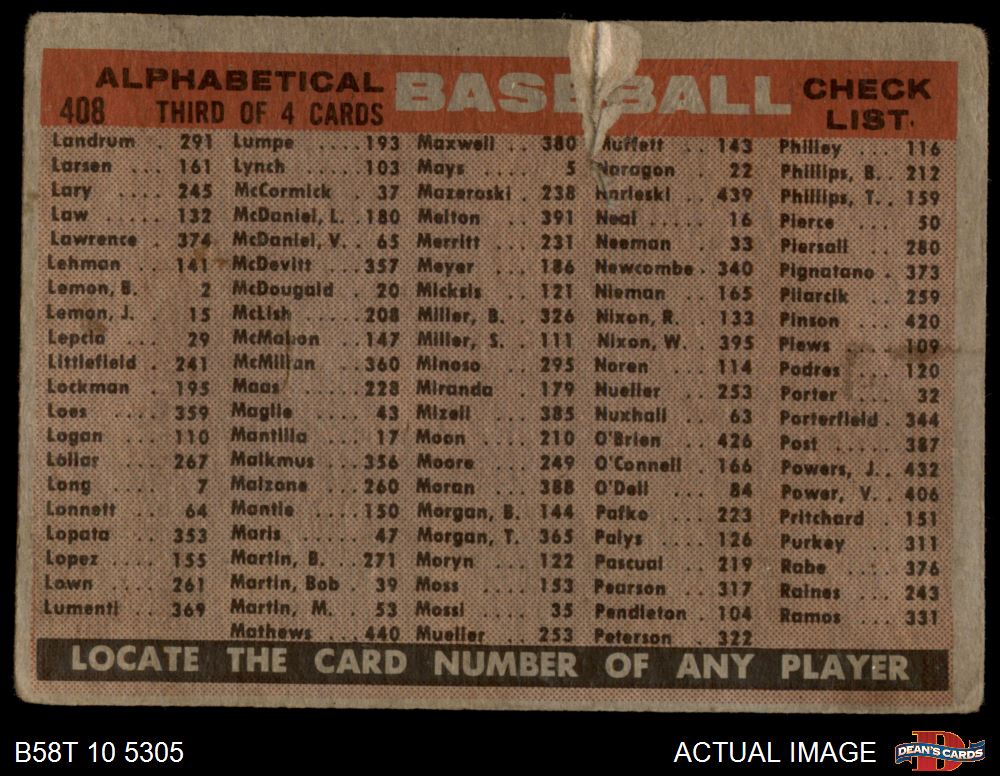 ALPHABETICAL BASEBALL CHECK LIST
408 THIRD OF 4 CARDS
Landrum . 291
Larsen ... 161
Lary .... 245
Law .... 132
Lawrence . 374
Lehman .. 141
Lemon, B. 2
Lemon, J. 15
Lepcio ... 29
Littlefield . 241
Lockman . 195
Loes .... 359
Logan ... 110
Lollar ... 267
Long .... 7
Lonnett .. 64
Lopata .. 353
Lopez ... 155
Lown ... 261
Lumenti .. 369
Lumpe .... 193
Lynch .... 103
McCormick . 37
McDaniel, L. . 180
McDaniel, V. . 65
McDevitt ... 357
McDougald . 20
McLish ... 208
McMahon .. 147
McMillan .. 360
Maas .... 228
Maglie .... 43
Mantilla ... 17
Malkmus ... 356
Malzone ... 260
Mantle .... 150
Maris .... 47
Martin, B. .. 271
Martin, Bob . 39
Martin, M. .. 53
Mathews ... 440
Maxwell .. 380
Mays .... 5
Mazeroski . 238
Melton ... 391
Merritt ... 231
Meyer ... 186
Micksis .. 121
Miller, B. . 326
Miller, S. .. 111
Minoso ... 295
Miranda .. 179
Mizell ... 385
Moon .... 210
Moore ... 249
Moran ... 388
Morgan, B. 144
Morgan, T. 365
Moryn ... 122
Moss .... 153
Mossi .... 35
Mueller .. 253
Muffett .. 143
Naragon .. 22
Narleski . 439
Neal ..... 16
Neeman .. 33
Newcombe . 340
Nieman .. 165
Nixon, R. .. 133
Nixon, W. . 395
Noren ... 114
Nueller .. 253
Nuxhall .. 63
O'Brien .. 426
O'Connell . 166
O'Dell ... 84
Pafko .... 223
Palys .... 126
Pascual .. 219
Pearson .. 317
Pendleton . 104
Peterson .. 322
Philley ... 116
Phillips, B. . 212
Phillips, T. . 159
Pierce ... 50
Piersall .. 280
Pignatano . 373
Pilarcik .. 259
Pinson ... 420
Plews ... 109
Podres .. 120
Porter ... 32
Porterfield . 344
Post ..... 387
Powers, J. . 432
Power, V. . 406
Pritchard . 151
Purkey .. 311
Rabe .... 376
Raines ... 243
Ramos ... 331
LOCATE THE CARD NUMBER OF ANY PLAYER
B58T 10 5305
ACTUAL IMAGE
D
DEAN'S CARDS